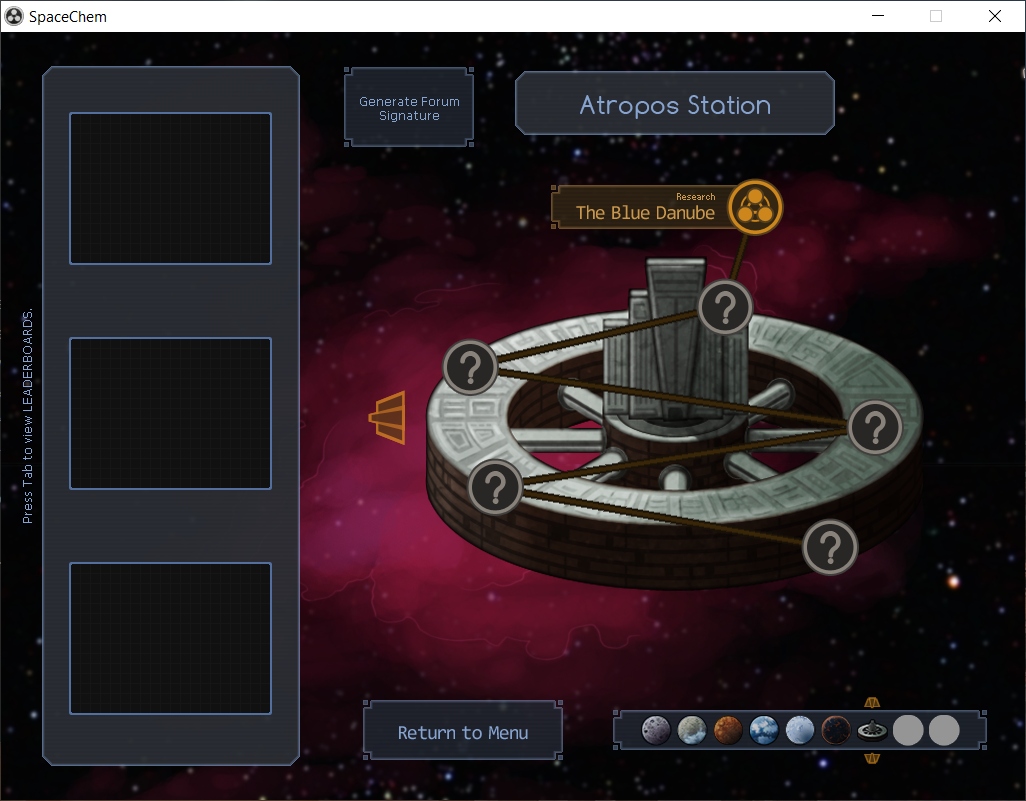 SpaceChem
Generate Forum
Signature
Atropos Station
Research
The Blue Danube
?
?
?
?
?
Press Tab to view LEADERBOARDS.
Return to Menu